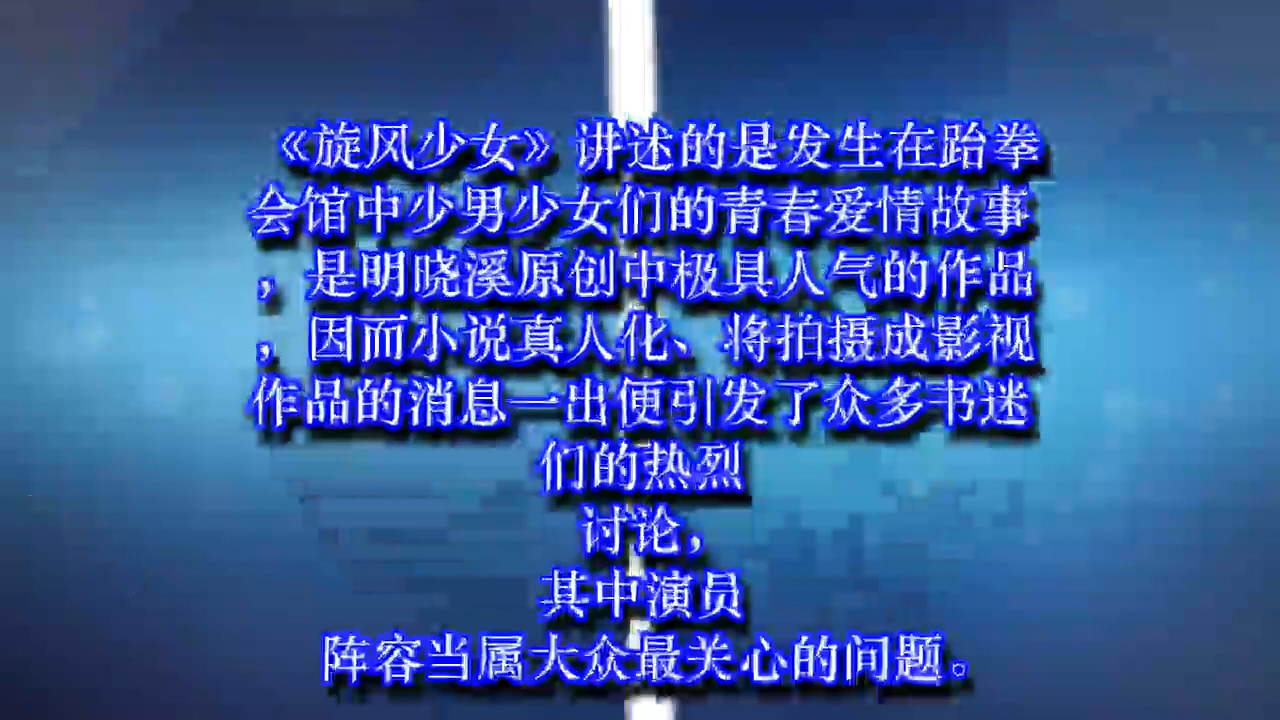 《旋风少女》讲述的是发生在跆拳
会馆中少男少女们的青春爱情故事
，是明晓溪原创中极具人气的作品
，因而小说真人化、将拍摄成影视
作品的消息一出便引发了众多书迷
们的热烈
讨论，
其中演员
阵容当属大众最关心的问题。